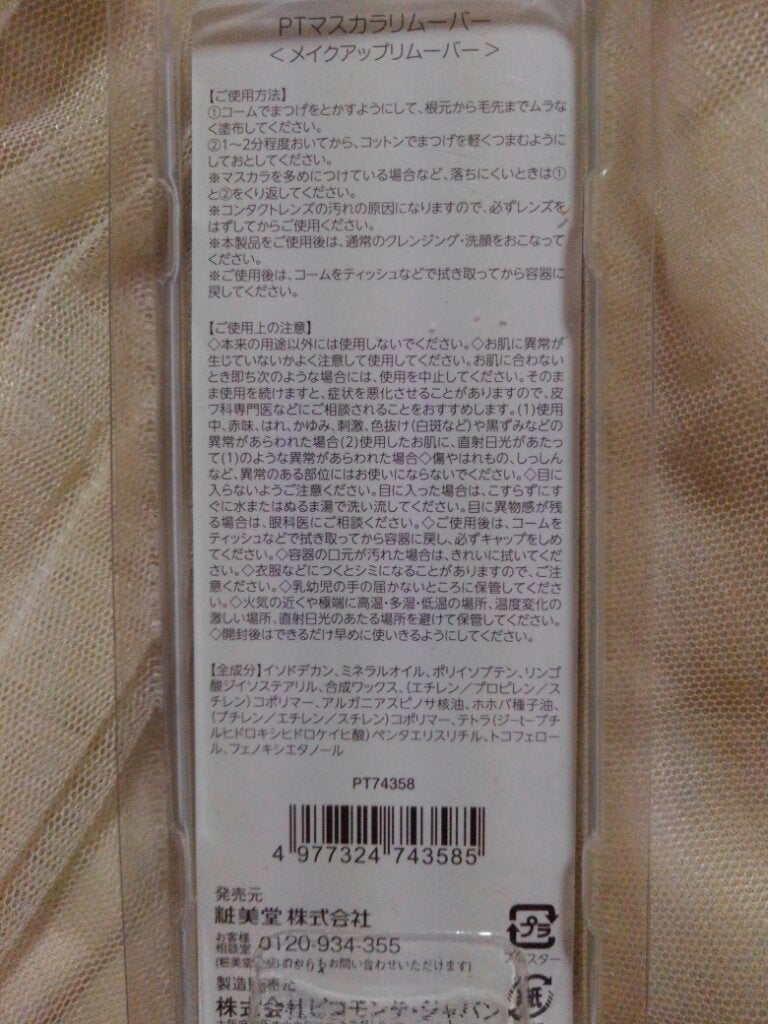 PTマスカラリムーバー
＜メイクアップリムーバー＞
【ご使用方法】
①コームでまつげをとかすようにして、根元から毛先までムラな
く塗布してください。
②1～2分程度おいてから、コットンでまつげを軽くつまむように
しておとしてください。
※マスカラを多めにつけている場合など、落ちにくいときは①
と②をくり返してください。
※コンタクトレンズの汚れの原因になりますので、必ずレンズを
はずしてからご使用ください。
※本製品をご使用後は、通常のクレンジング・洗顔をおこなって
ください。
※ご使用後は、コームをティッシュなどで拭き取ってから容器に
戻してください。
【ご使用上の注意】
◇本来の用途以外には使用しないでください。◇お肌に異常が
生じていないかよく注意して使用してください。お肌に合わない
とき即ち次のような場合には、使用を中止してください。そのま
ま使用を続けますと、症状を悪化させることがありますので、皮
フ科専門医などにご相談されることをおすすめします。(1)使用
中、赤味、はれ、かゆみ、刺激、色抜け(白斑など)や黒ずみなどの
異常があらわれた場合(2)使用したお肌に、直射日光があたっ
て(1)のような異常があらわれた場合◇傷やはれもの、しっしん
など、異常のある部位にはお使いにならないでください。◇目に
入らないようご注意ください。目に入った場合は、こすらずにす
ぐに水またはぬるま湯で洗い流してください。目に異物感が残
る場合は、眼科医にご相談ください。◇ご使用後は、コームを
ティッシュなどで拭き取ってから容器に戻し、必ずキャップをしめ
てください。◇容器の口元が汚れた場合は、きれいに拭いてくだ
さい。◇衣服などにつくとシミになることがありますので、ご注
意ください。◇乳幼児の手の届かないところに保管してくださ
い。◇火気の近くや極端に高温・多湿・低温の場所、温度変化の
激しい場所、直射日光のあたる場所を避けて保管してください。
◇開封後はできるだけ早めに使いきるようにしてください。
【全成分】イソドデカン、ミネラルオイル、ポリイソブテン、リンゴ
酸ジイソステアリル、合成ワックス、(エチレン/プロピレン/ス
チレン)コポリマー、アルガニアスピノサ核油、ホホバ種子油、
(ブチレン/エチレン/スチレン)コポリマー、テトラ(ジ-t-ブチ
ルヒドロキシヒドロケイヒ酸)ペンタエリスリチル、トコフェロー
ル、フェノキシエタノール
PT74358
4 977324 743585
発売元
粧美堂 株式会社
お客様
相談室 0120-934-355
からもお問い合わせいただけます)
プラ
紙
株式会社ピコモンテ・ジャパン